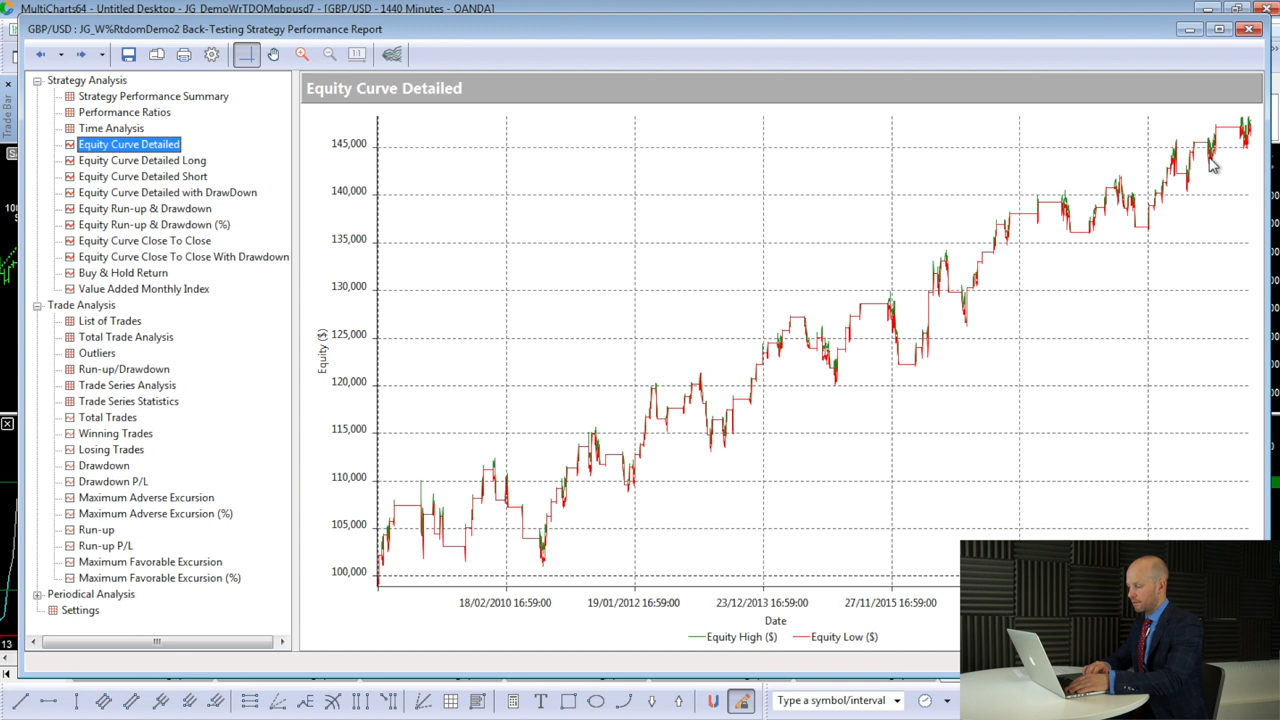 MultiCharts64 - Untitled Desktop - JG_DemoWrTDOMgbpusd7 - [GBP/USD - 1440 Minutes - OANDA]
GBP/USD : JG_W%RtdomDemo2 Back-Testing Strategy Performance Report
1:1
Trade Bar
Strategy Analysis
Strategy Performance Summary
Performance Ratios
Time Analysis
Equity Curve Detailed
Equity Curve Detailed Long
Equity Curve Detailed Short
Equity Curve Detailed with DrawDown
Equity Run-up & Drawdown
Equity Run-up & Drawdown (%)
Equity Curve Close To Close
Equity Curve Close To Close With Drawdown
Buy & Hold Return
Value Added Monthly Index
Trade Analysis
List of Trades
Total Trade Analysis
Outliers
Run-up/Drawdown
Trade Series Analysis
Trade Series Statistics
Total Trades
Winning Trades
Losing Trades
Drawdown
Drawdown P/L
Maximum Adverse Excursion
Maximum Adverse Excursion (%)
Run-up
Run-up P/L
Maximum Favorable Excursion
Maximum Favorable Excursion (%)
Periodical Analysis
Settings
Equity Curve Detailed
145,000
140,000
135,000
130,000
125,000
120,000
115,000
110,000
105,000
100,000
Equity ($)
18/02/2010 16:59:00
19/01/2012 16:59:00
23/12/2013 16:59:00
27/11/2015 16:59:00
Date
Equity High ($)
Equity Low ($)
13
T
Type a symbol/interval